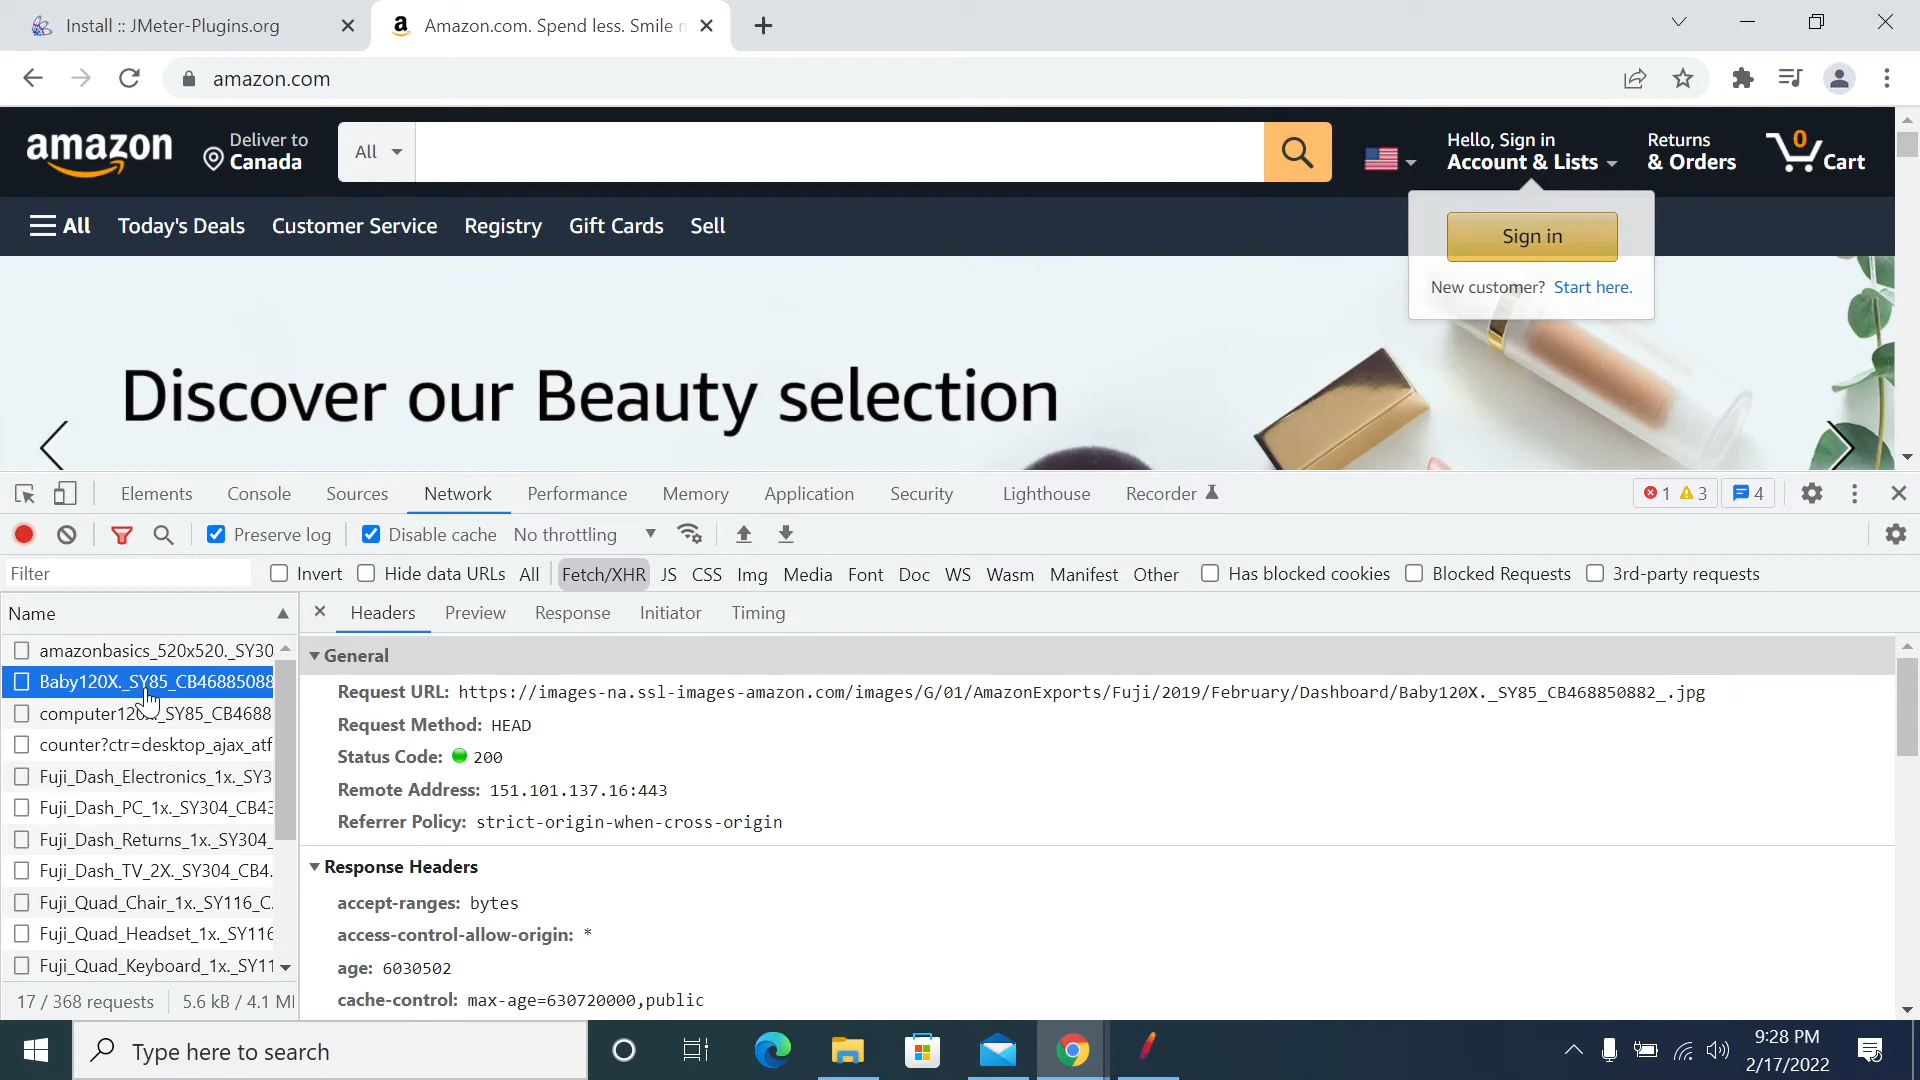 Install :: JMeter-Plugins.org
Amazon.com. Spend less. Smile
amazon.com
amazon
Deliver to
Canada
All
Hello, Sign in
Account & Lists
Returns
& Orders
0
Cart
All Today's Deals Customer Service Registry Gift Cards Sell
Sign in
New customer? Start here.
Discover our Beauty selection
Elements Console Sources Network Performance Memory Application Security Lighthouse Recorder 1 3 4
Preserve log Disable cache No throttling
Filter Invert Hide data URLs All Fetch/XHR JS CSS Img Media Font Doc WS Wasm Manifest Other Has blocked cookies Blocked Requests 3rd-party requests
Name
Headers Preview Response Initiator Timing
amazonbasics_520x520._SY30
Baby120X._SY85_CB46885088
computer120x._SY85_CB4688
counter?ctr=desktop_ajax_atf
Fuji_Dash_Electronics_1x._SY3
Fuji_Dash_PC_1x._SY304_CB43
Fuji_Dash_Returns_1x._SY304_
Fuji_Dash_TV_2X._SY304_CB4.
Fuji_Quad_Chair_1x._SY116_C.
Fuji_Quad_Headset_1x._SY116
Fuji_Quad_Keyboard_1x._SY11
17 / 368 requests 5.6 kB / 4.1 M
General
Request URL: https://images-na.ssl-images-amazon.com/images/G/01/AmazonExports/Fuji/2019/February/Dashboard/Baby120X._SY85_CB468850882_.jpg
Request Method: HEAD
Status Code: 200
Remote Address: 151.101.137.16:443
Referrer Policy: strict-origin-when-cross-origin
Response Headers
accept-ranges: bytes
access-control-allow-origin: *
age: 6030502
cache-control: max-age=630720000,public
Type here to search
9:28 PM
2/17/2022